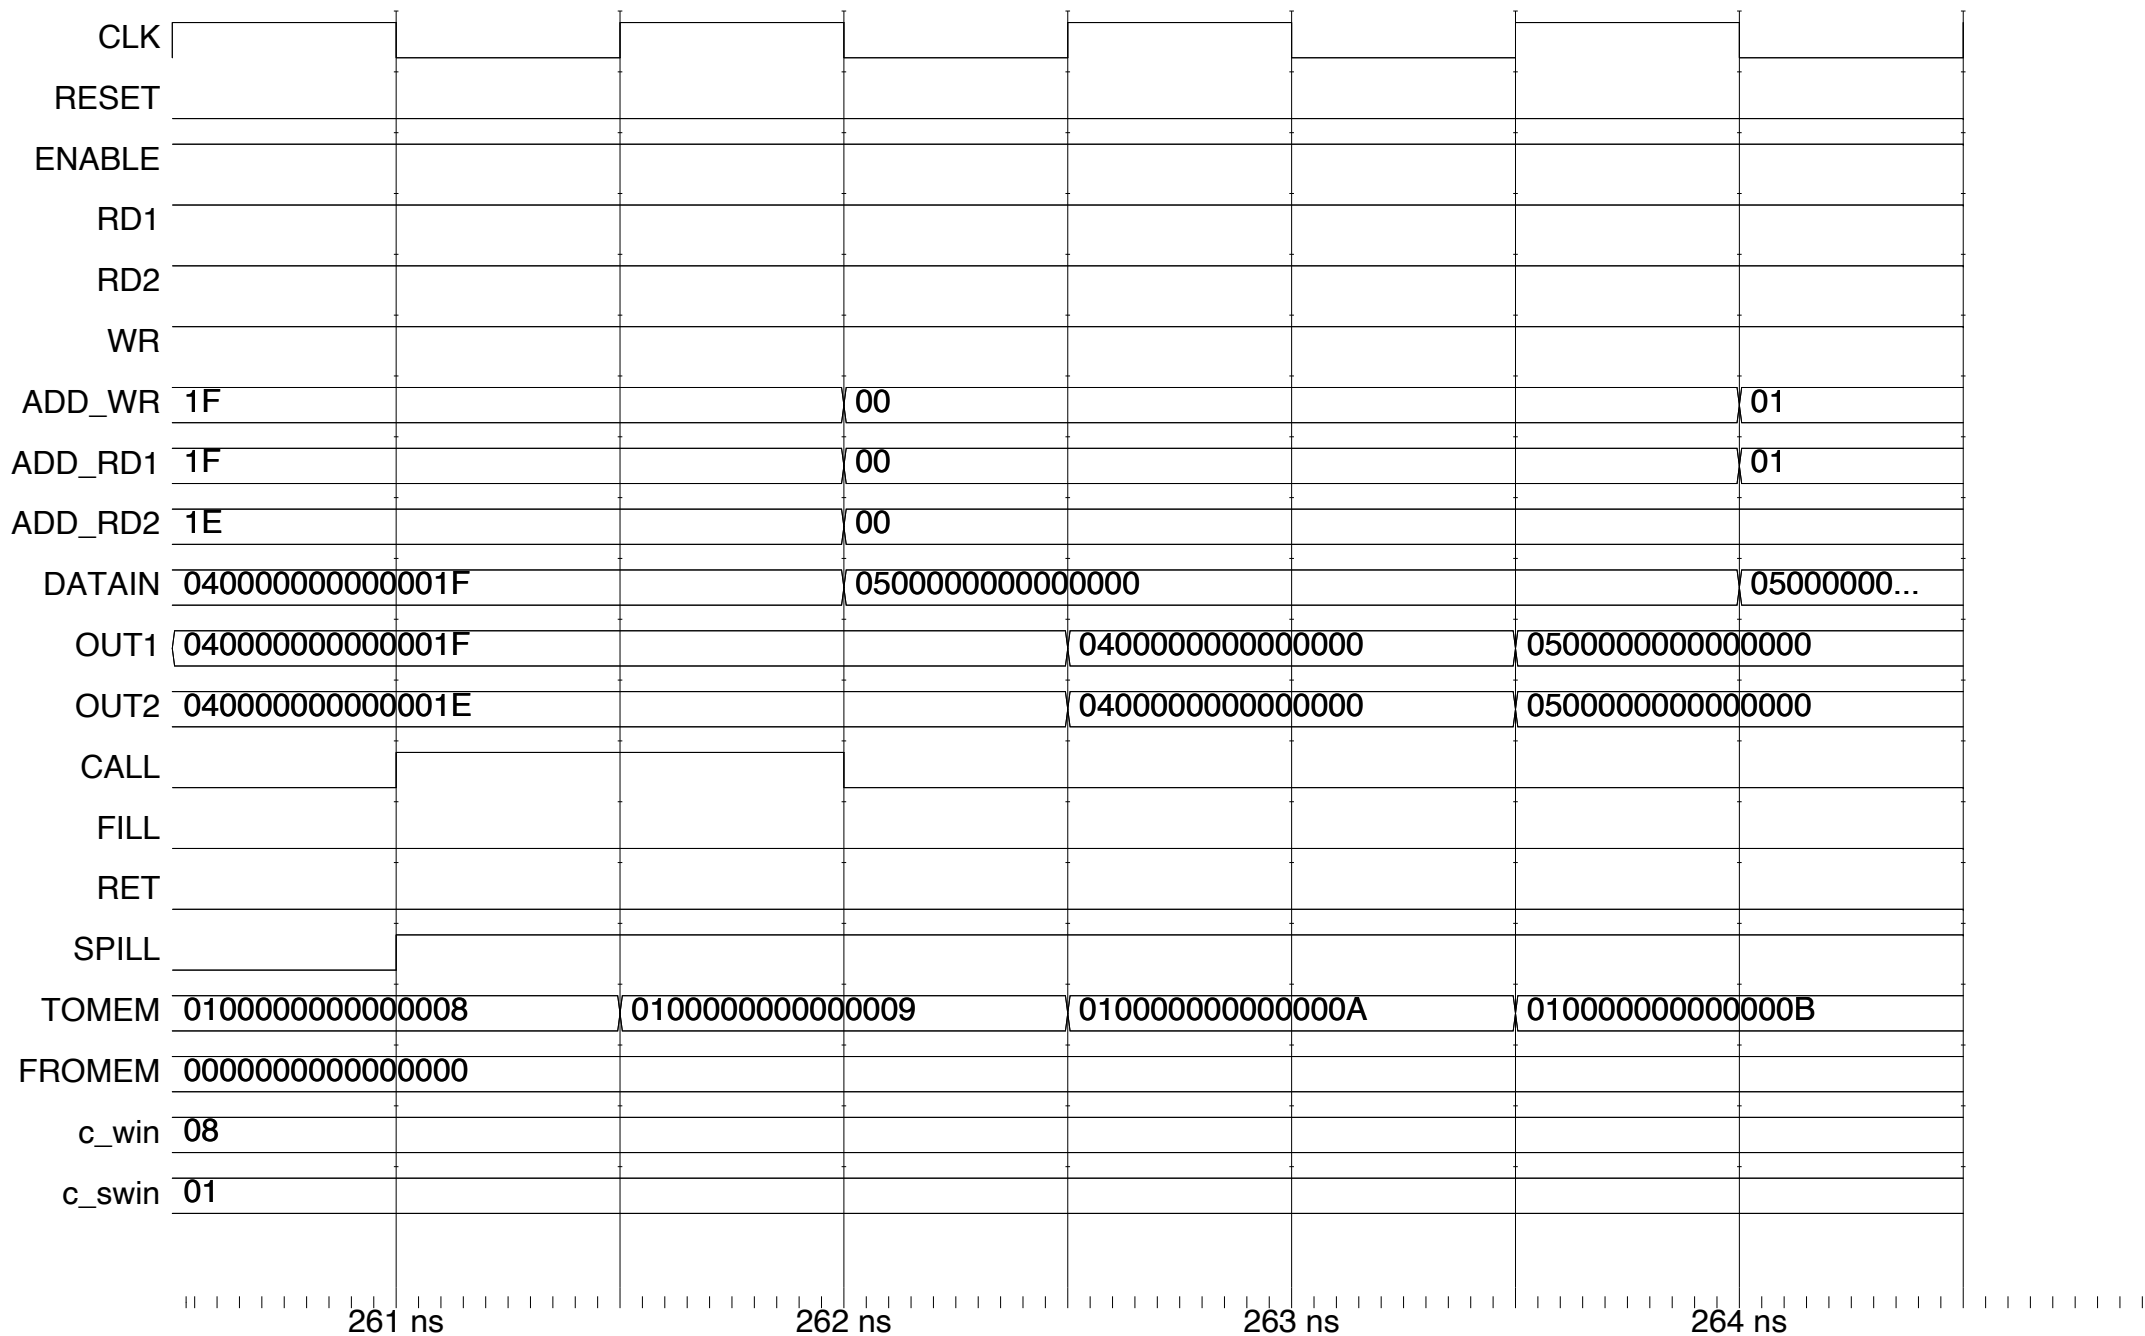 CLK
RESET
ENABLE
RD1
RD2
WR
ADD_WR 1F 00 01
ADD_RD1 1F 00 01
ADD_RD2 1E 00
DATAIN 040000000000001F 0500000000000000 05000000...
OUT1 040000000000001F 0400000000000000 0500000000000000
OUT2 040000000000001E 0400000000000000 0500000000000000
CALL
FILL
RET
SPILL
TOMEM 0100000000000008 0100000000000009 010000000000000A 010000000000000B
FROMEM 0000000000000000
c_win 08
c_swin 01
261 ns 262 ns 263 ns 264 ns